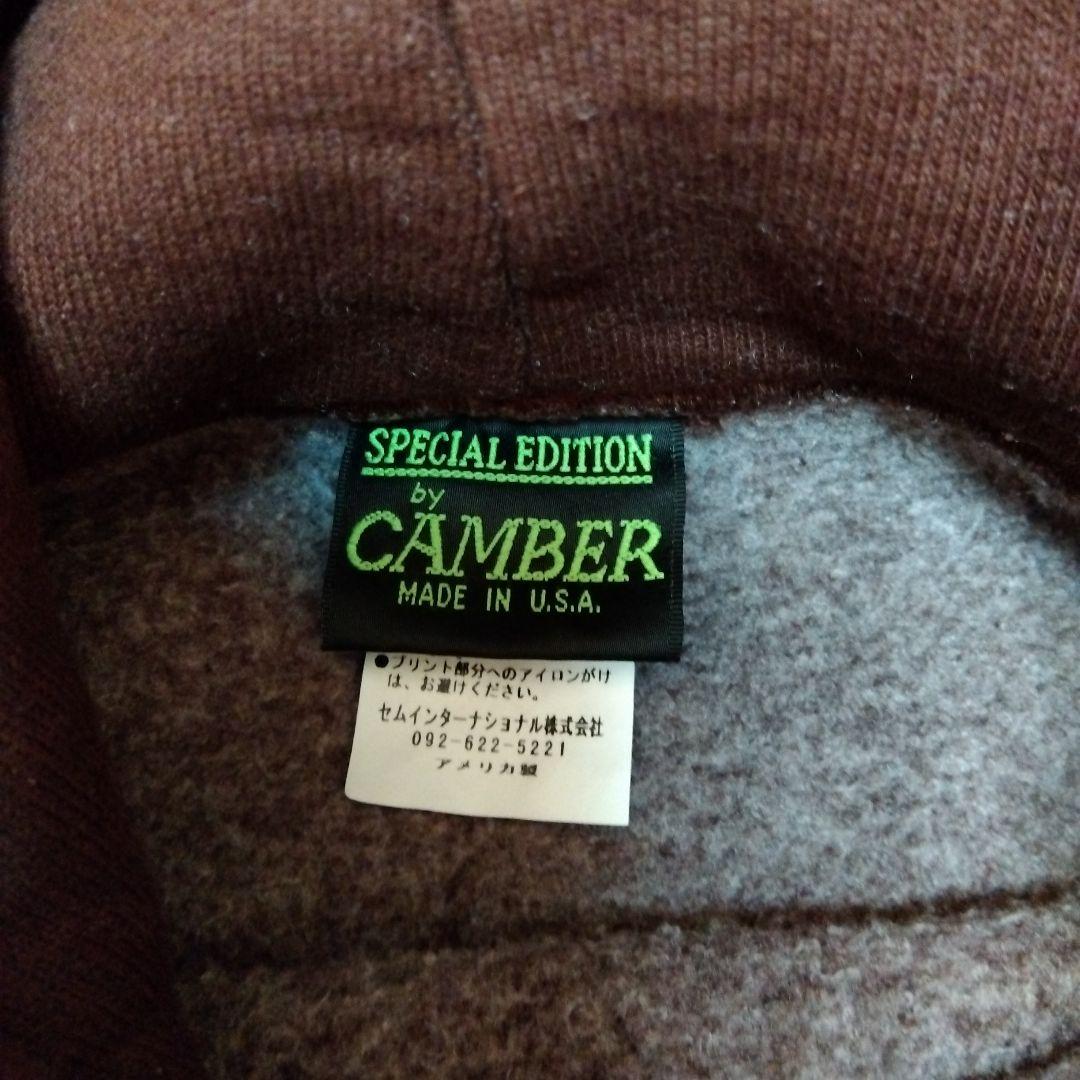 SPECIAL EDITION
by
CAMBER
MADE IN U.S.A.
●プリント部分へのアイロンがけ
は、お避けください。
セムインターナショナル株式会社
092-622-5221
アメリカ製